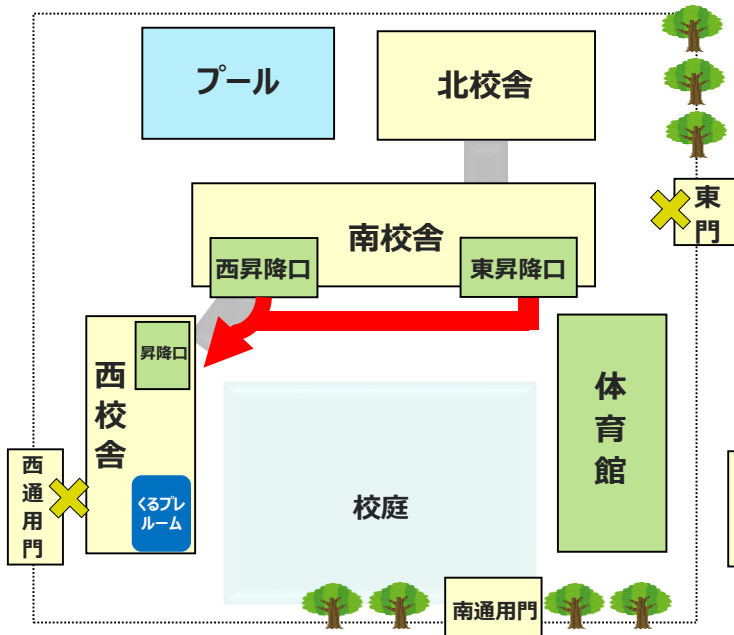 プール
北校舎
東門
南校舎
西昇降口
東昇降口
昇降口
西校舎
体育館
西通用門
くるプレ
ルーム
校庭
南通用門